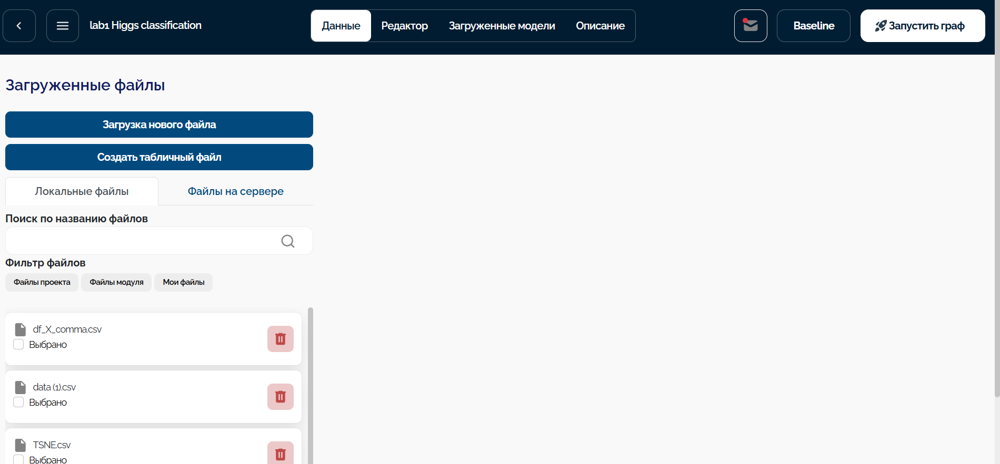 lab1 Higgs classification
Данные
Редактор
Загруженные модели
Описание
Baseline
Запустить граф
Загруженные файлы
Загрузка нового файла
Создать табличный файл
Локальные файлы
Файлы на сервере
Поиск по названию файлов
Фильтр файлов
Файлы проекта
Файлы модуля
Мои файлы
df_X_comma.csv
Выбрано
data (1).csv
Выбрано
TSNE.csv
Выбрано